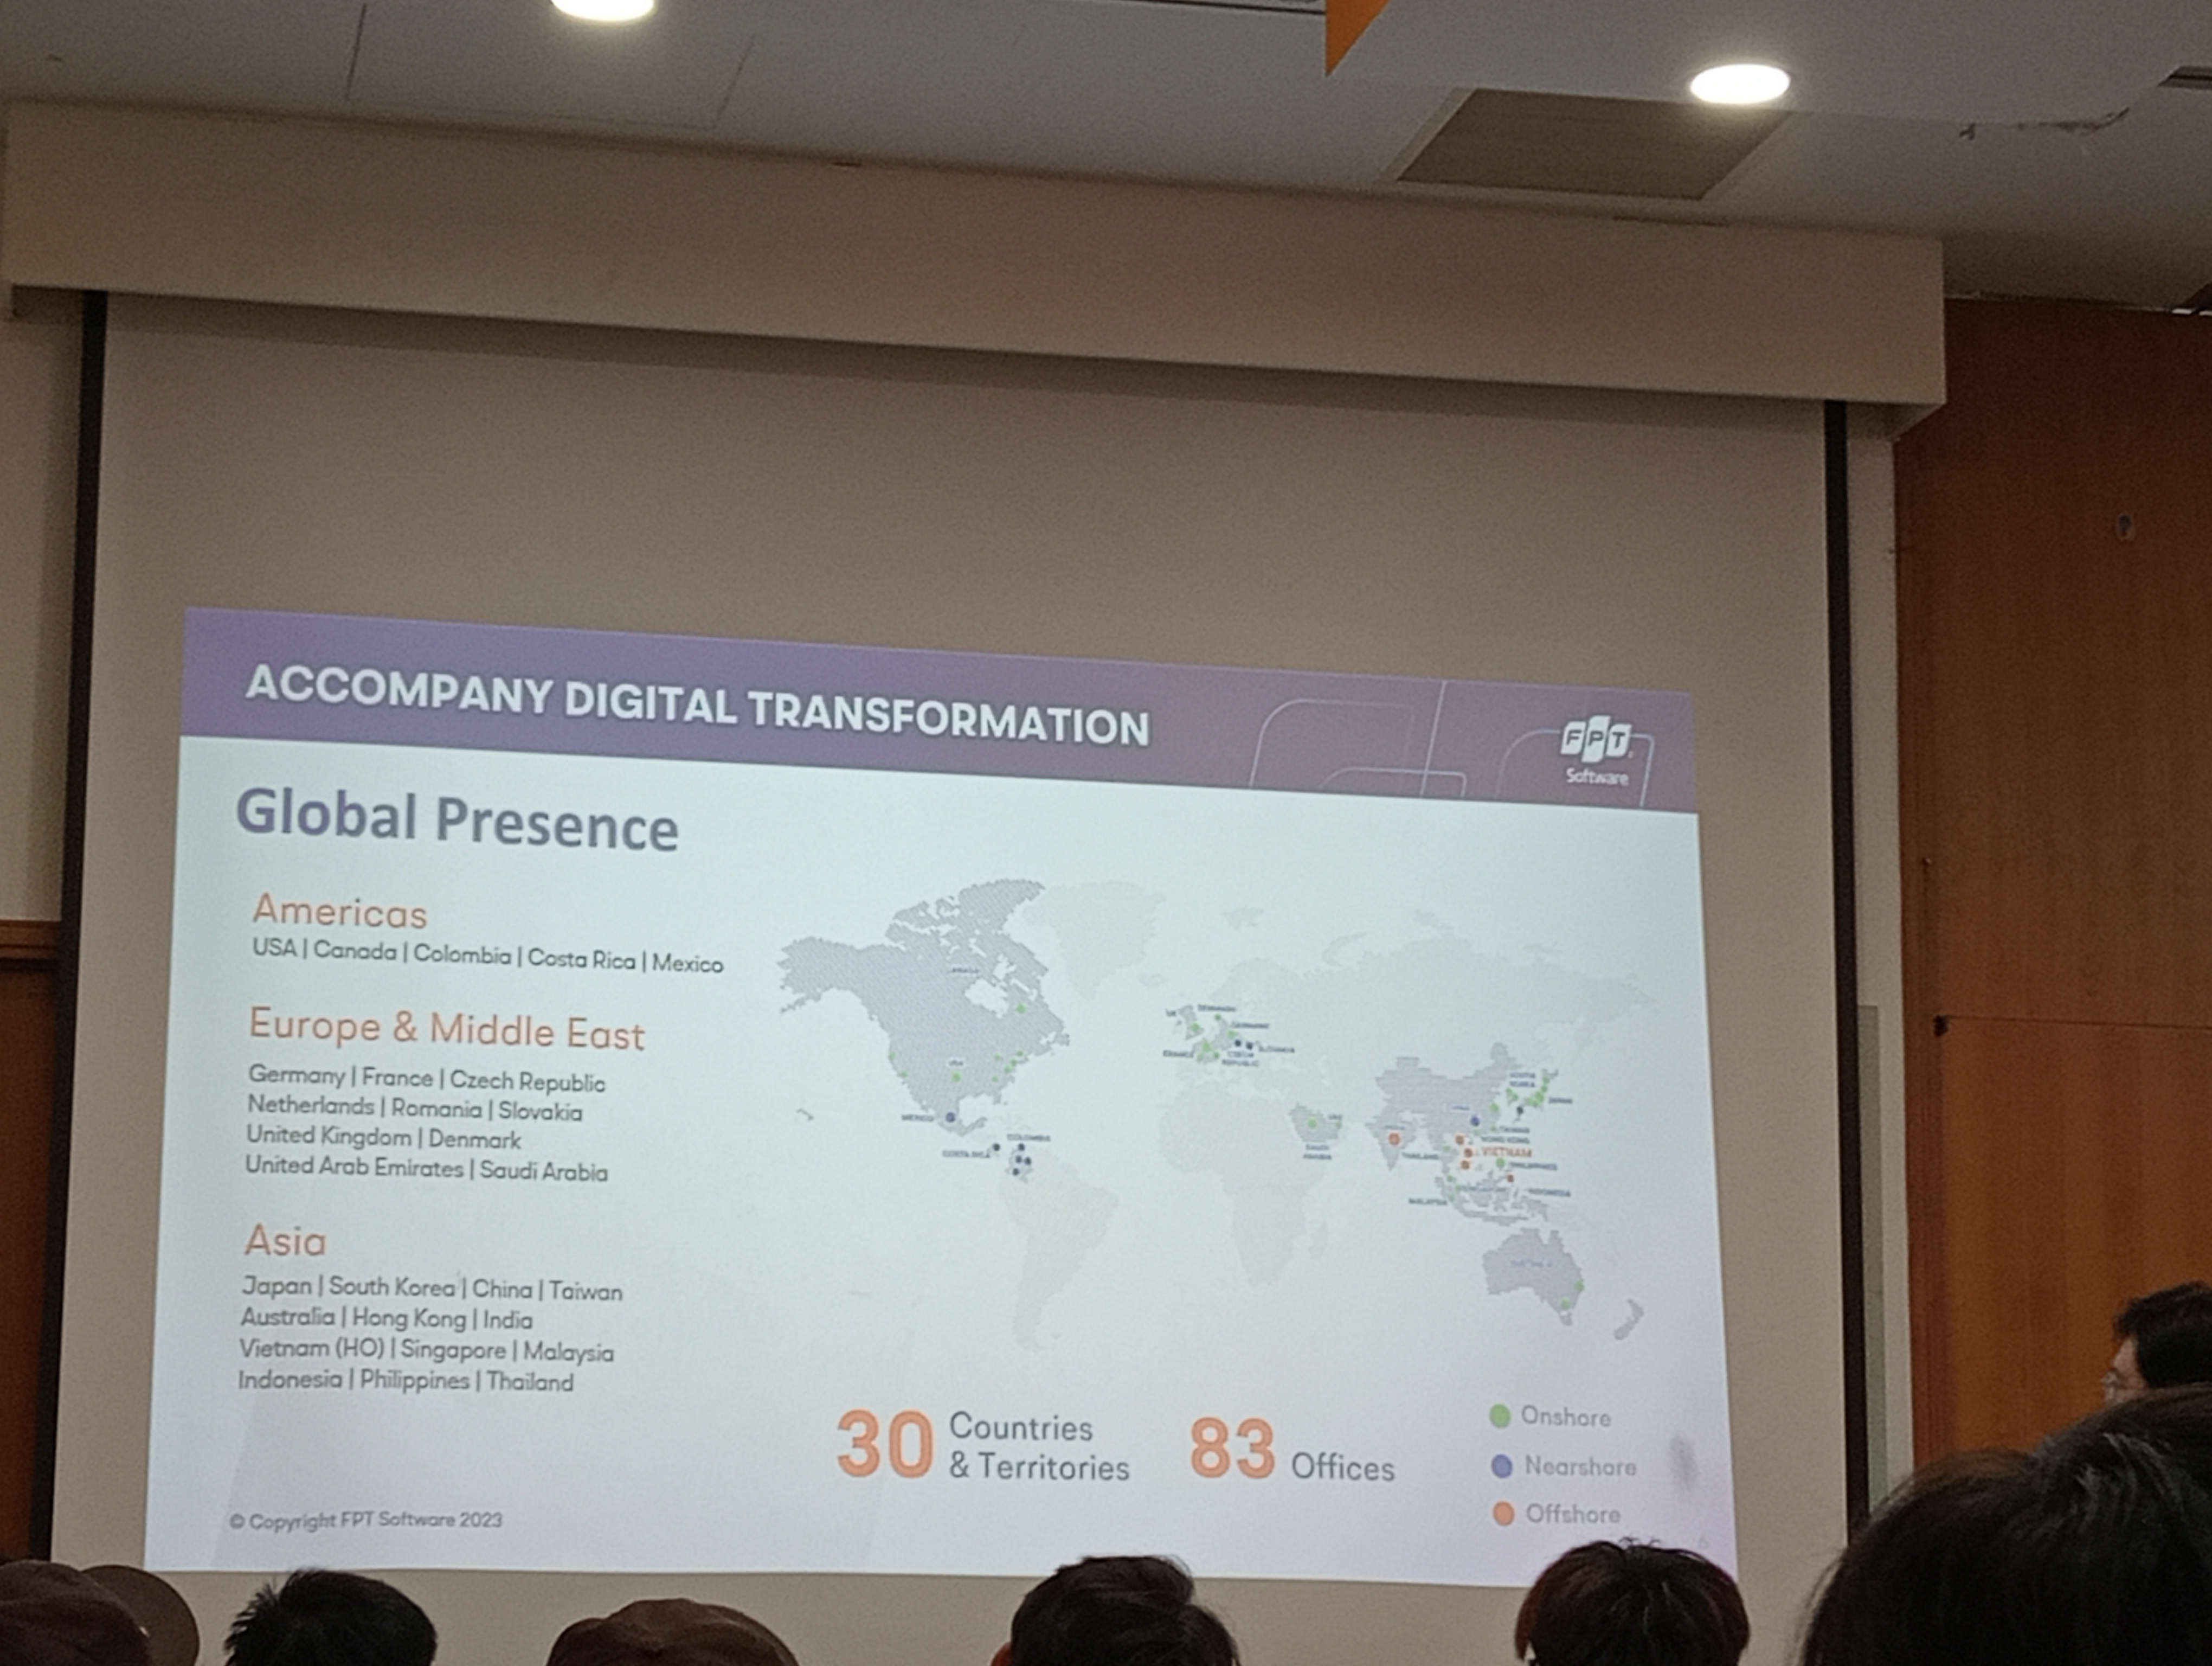 ACCOMPANY DIGITAL TRANSFORMATION
FPT
Software
Global Presence
Americas
USA | Canada | Colombia | Costa Rica | Mexico
Europe & Middle East
Germany | France | Czech Republic
Netherlands | Romania | Slovakia
United Kingdom | Denmark
United Arab Emirates | Saudi Arabia
Asia
Japan | South Korea | China | Taiwan
Australia | Hong Kong | India
Vietnam (HO) | Singapore | Malaysia
Indonesia | Philippines | Thailand
CANADA
USA
MEXICO
COSTA RICA
COLOMBIA
UK
DENMARK
GERMANY
FRANCE
CZECH
REPUBLIC
SLOVAKIA
UAE
SAUDI
ARABIA
SOUTH
KOREA
JAPAN
TAIWAN
HONG KONG
VIETNAM
THAILAND
PHILIPPINES
MALAYSIA
INDONESIA
30 Countries
& Territories
83 Offices
Onshore
Nearshore
Offshore
© Copyright FPT Software 2023
6